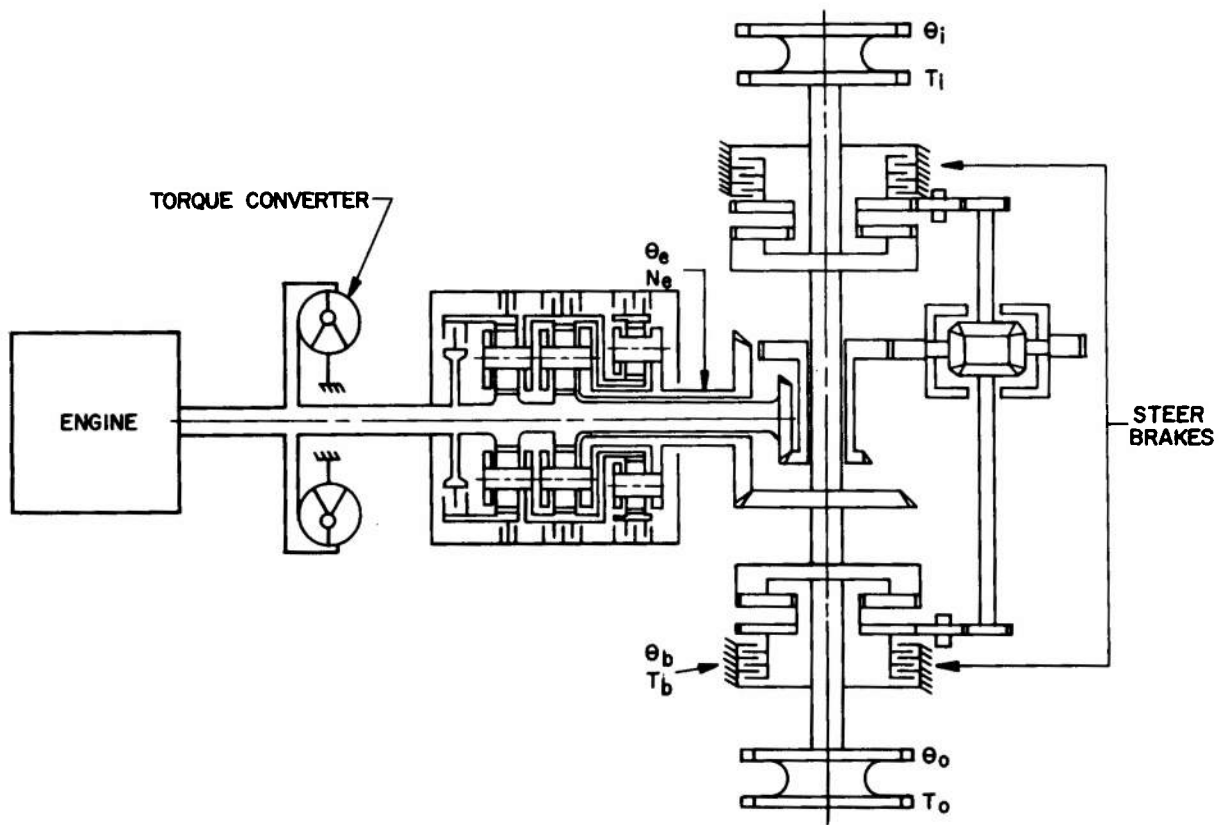 θi
Ti
TORQUE CONVERTER
θe
Ne
ENGINE
STEER
BRAKES
θb
Tb
θo
To